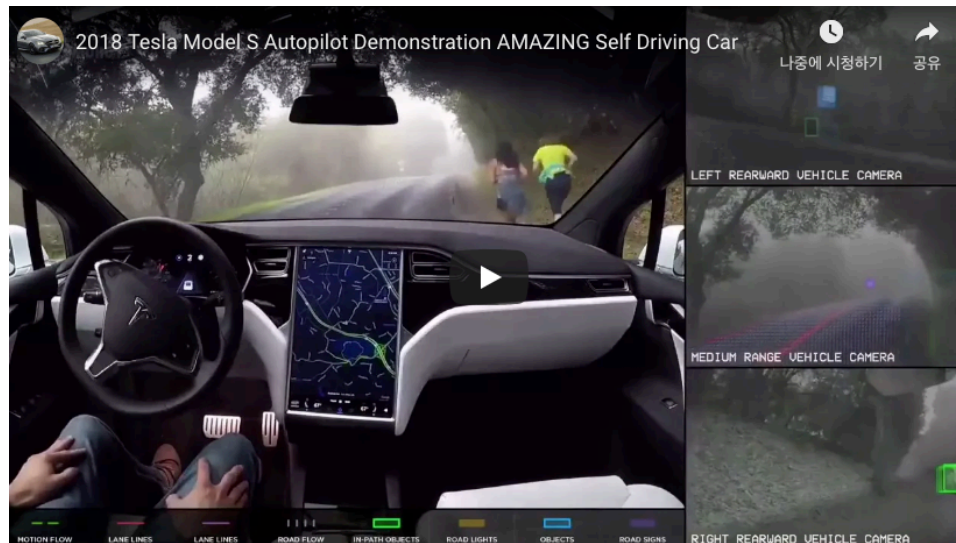 2018 Tesla Model S Autopilot Demonstration AMAZING Self Driving Car
나중에 시청하기
공유
LEFT REARWARD VEHICLE CAMERA
MEDIUM RANGE VEHICLE CAMERA
RIGHT REARWARD VEHICLE CAMERA
MOTION FLOW
LANE LINES
LANE LINES
ROAD FLOW
IN-PATH OBJECTS
ROAD LIGHTS
OBJECTS
ROAD SIGNS